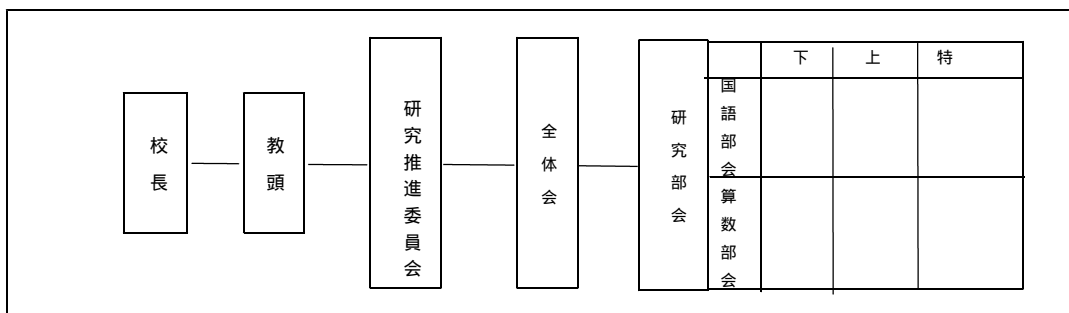 校長
教頭
研究推進委員会
全体会
研究部会
下 上 特
国語部会
算数部会